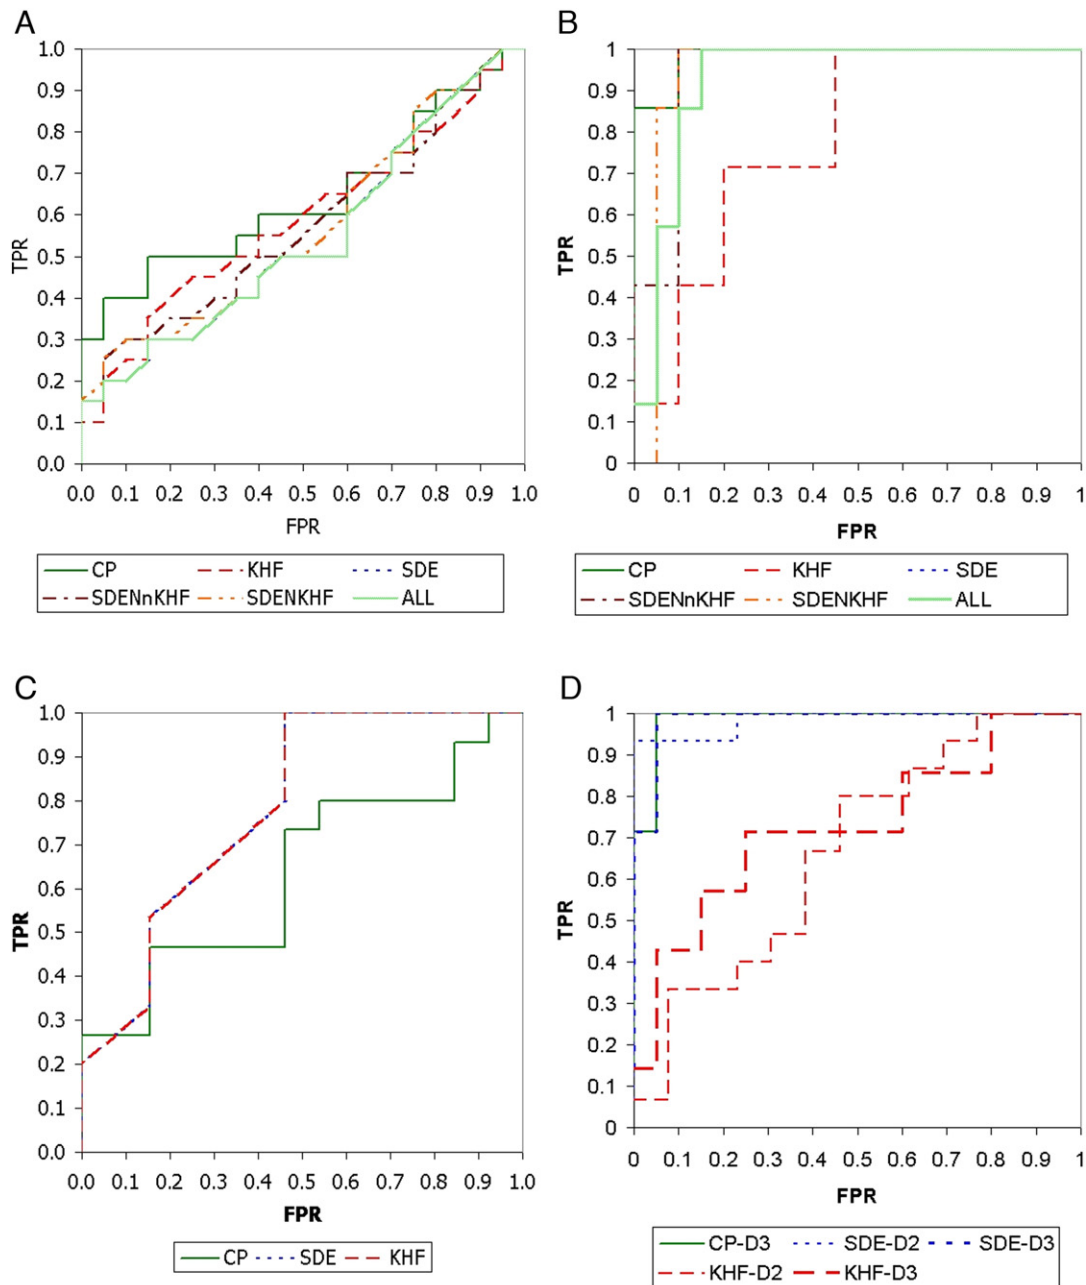 A
1.0
0.9
0.8
0.7
0.6
0.5
0.4
0.3
0.2
0.1
0.0
TPR
0.0 0.1 0.2 0.3 0.4 0.5 0.6 0.7 0.8 0.9 1.0
FPR
CP KHF SDE
SDENnKHF SDENKHF ALL
B
1
0.9
0.8
0.7
0.6
0.5
0.4
0.3
0.2
0.1
0
TPR
0 0.1 0.2 0.3 0.4 0.5 0.6 0.7 0.8 0.9 1
FPR
CP KHF SDE
SDENnKHF SDENKHF ALL
C
1.0
0.9
0.8
0.7
0.6
0.5
0.4
0.3
0.2
0.1
0.0
TPR
0.0 0.1 0.2 0.3 0.4 0.5 0.6 0.7 0.8 0.9 1.0
FPR
CP SDE KHF
D
1
0.9
0.8
0.7
0.6
0.5
0.4
0.3
0.2
0.1
0
TPR
0 0.1 0.2 0.3 0.4 0.5 0.6 0.7 0.8 0.9 1
FPR
CP-D3 SDE-D2 SDE-D3
KHF-D2 KHF-D3